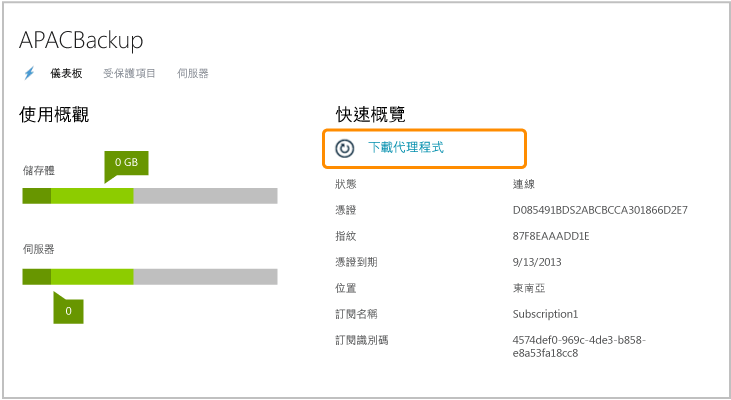 APACBackup
儀表板 受保護項目 伺服器
使用概觀
儲存體
0 GB
伺服器
0
快速概覽
下載代理程式
狀態 連線
憑證 D085491BDS2ABCBCCA301866D2E7
指紋 87F8EAAADD1E
憑證到期 9/13/2013
位置 東南亞
訂閱名稱 Subscription1
訂閱識別碼 4574def0-969c-4de3-b858-
e8a53fa18cc8